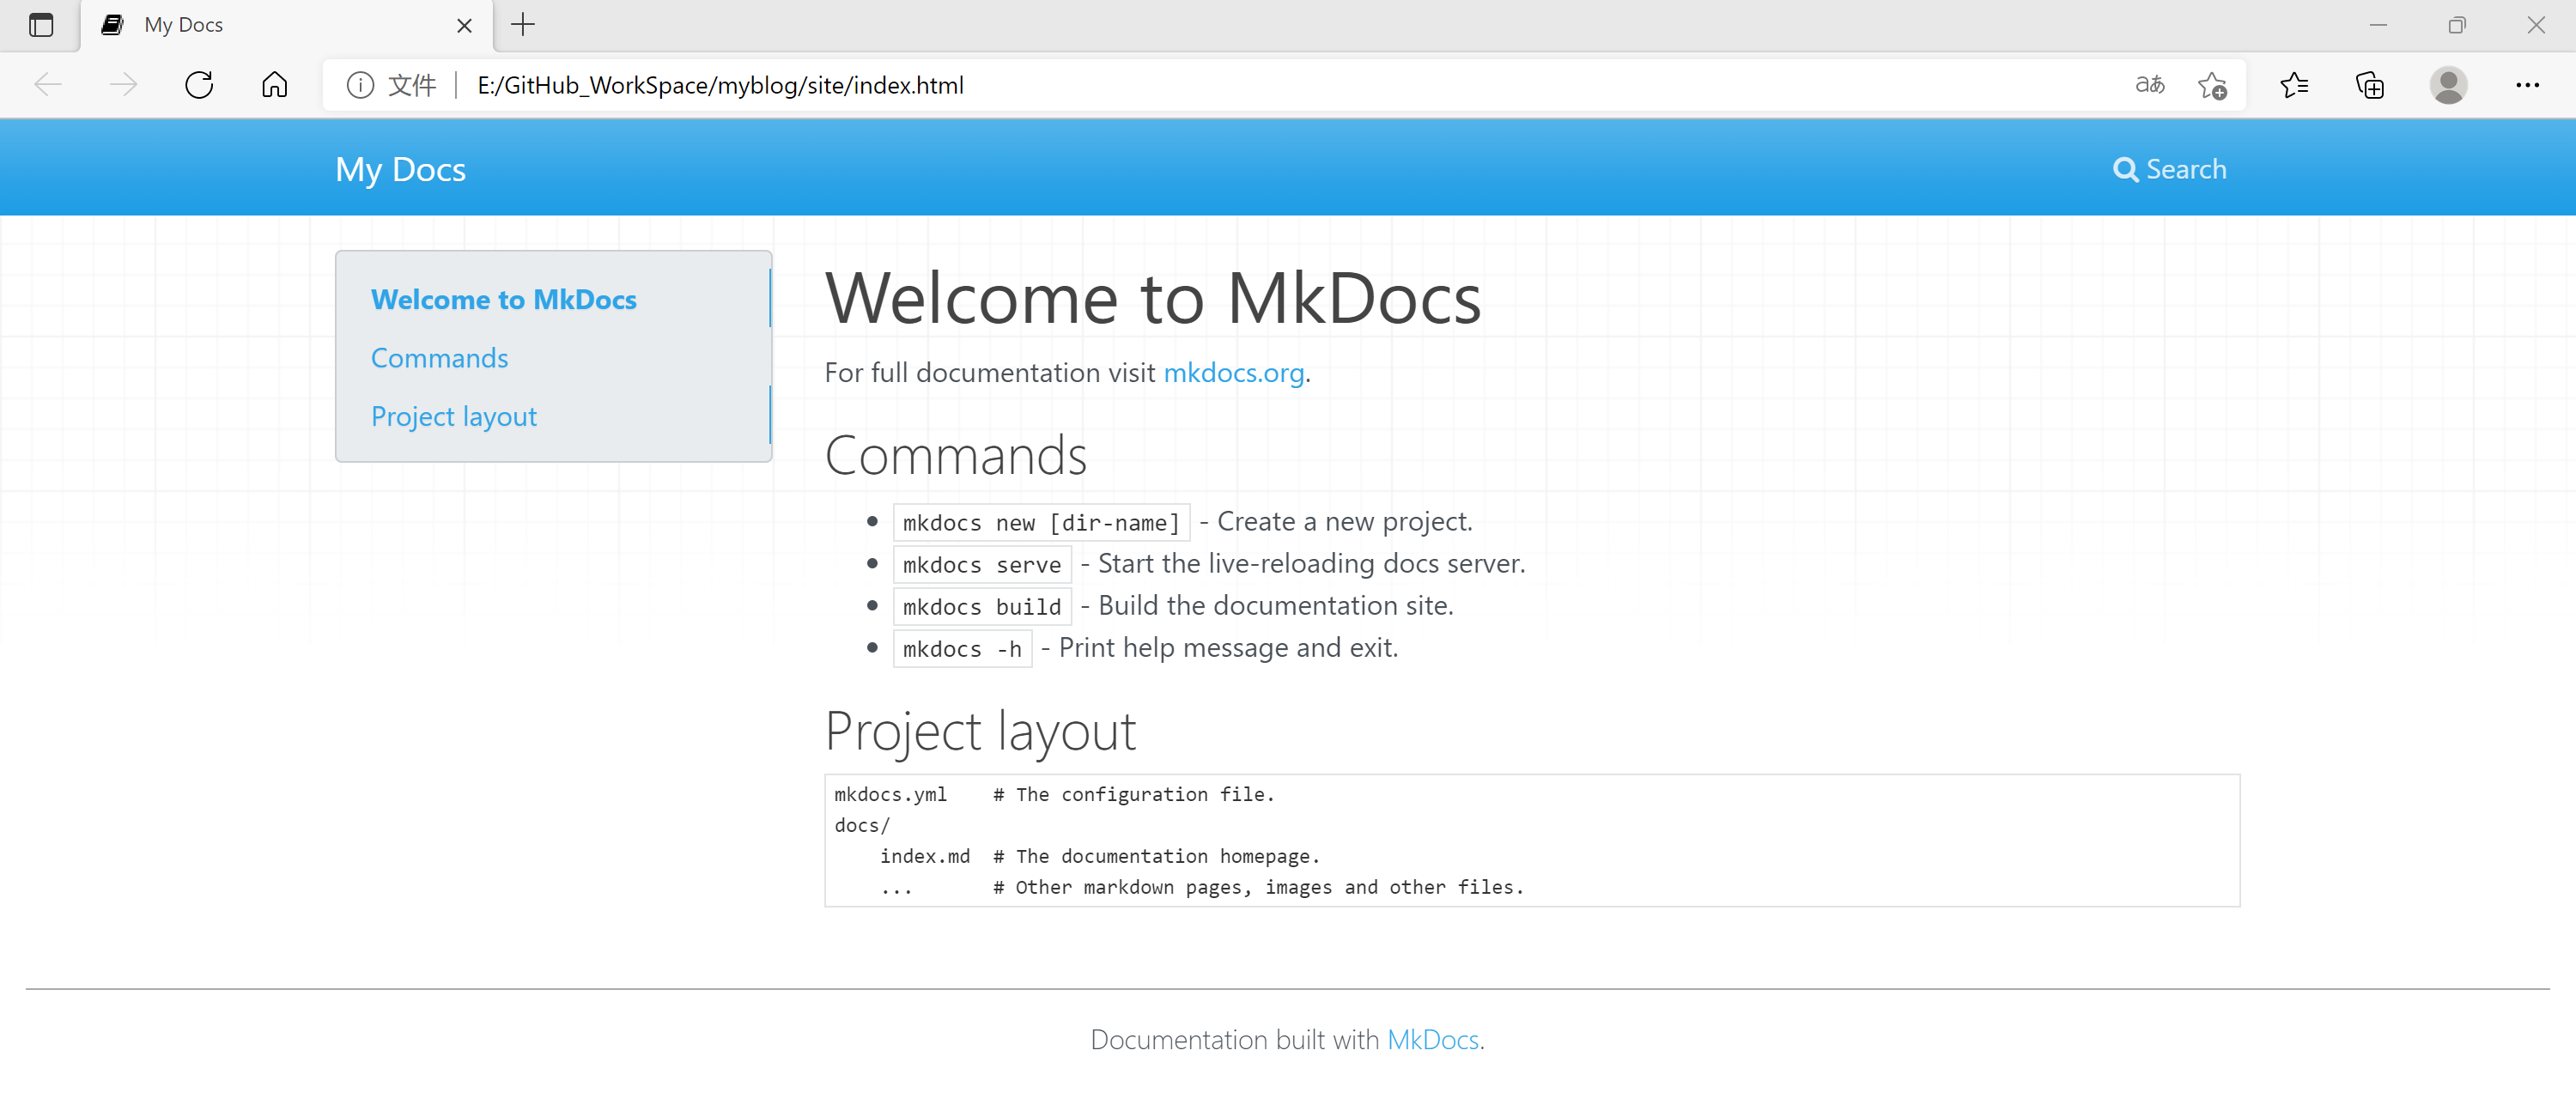 My Docs
文件 E:/GitHub_WorkSpace/myblog/site/index.html
aあ
My Docs
Search
Welcome to MkDocs
Commands
Project layout
Welcome to MkDocs
For full documentation visit mkdocs.org.
Commands
mkdocs new [dir-name] - Create a new project.
mkdocs serve - Start the live-reloading docs server.
mkdocs build - Build the documentation site.
mkdocs -h - Print help message and exit.
Project layout
mkdocs.yml    # The configuration file.
docs/
    index.md  # The documentation homepage.
    ...       # Other markdown pages, images and other files.
Documentation built with MkDocs.